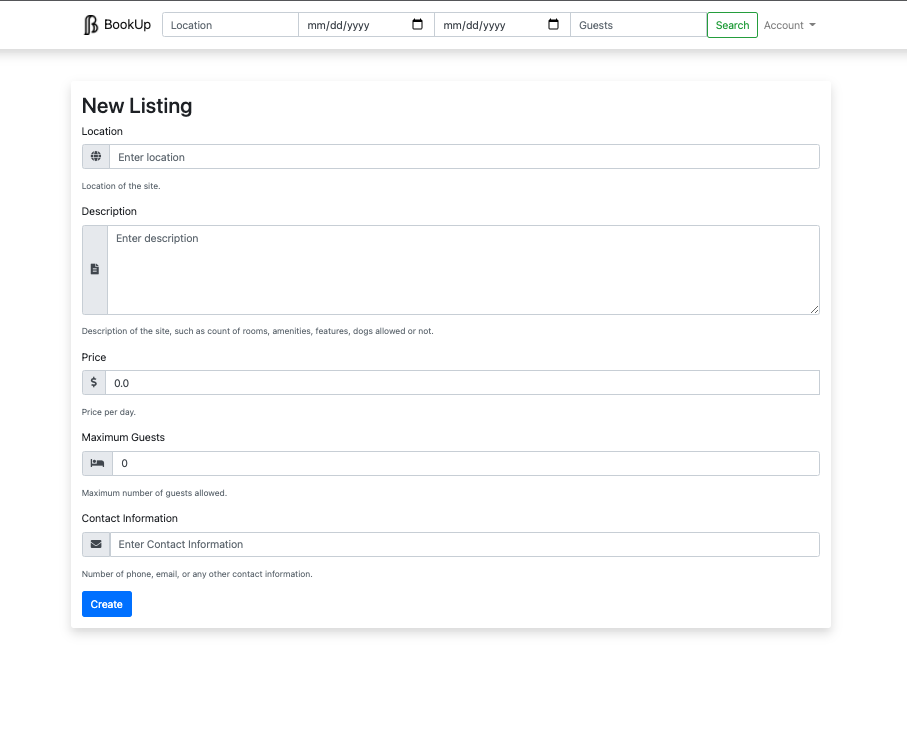 BookUp Location mm/dd/yyyy mm/dd/yyyy Guests Search Account
New Listing
Location
Enter location
Location of the site.
Description
Enter description
Description of the site, such as count of rooms, amenities, features, dogs allowed or not.
Price
$ 0.0
Price per day.
Maximum Guests
0
Maximum number of guests allowed.
Contact Information
Enter Contact Information
Number of phone, email, or any other contact information.
Create